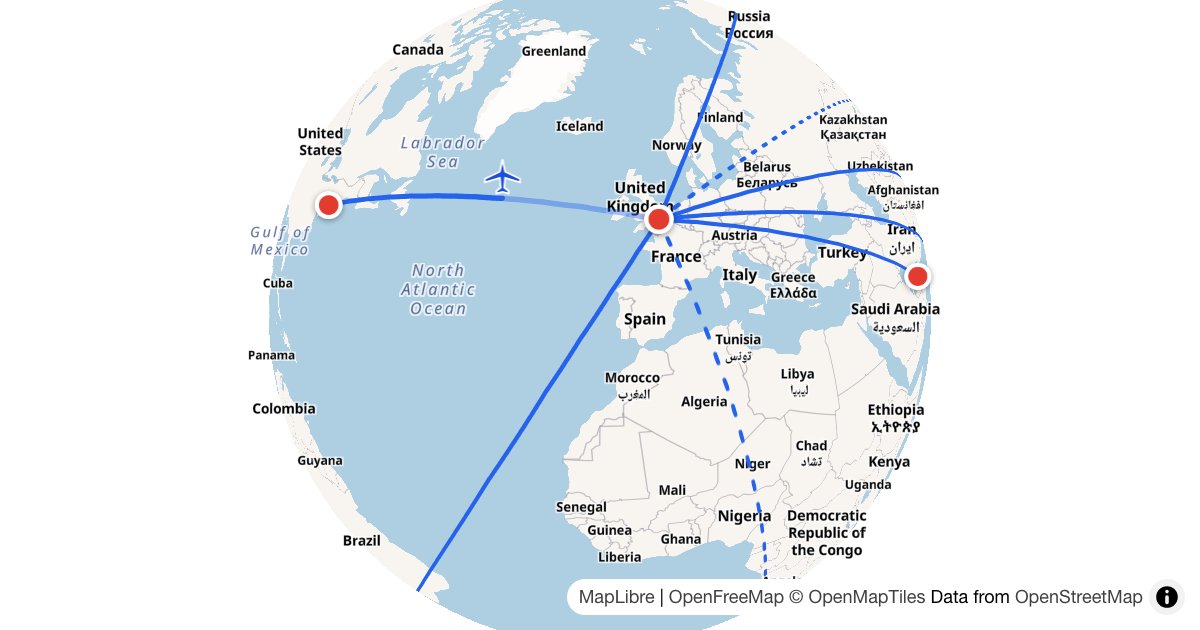 Russia
Россия
Canada
Greenland
Finland
Kazakhstan
Қазақстан
Iceland
United
States
Labrador
Sea
Norway
Belarus
Беларусь
Uzbekistan
Afghanistan
افغانستان
United
Kingdom
Gulf of
Mexico
Austria
Iran
ایران
France
Turkey
Cuba
North
Atlantic
Ocean
Italy
Greece
Ελλάδα
Saudi Arabia
السعودية
Spain
Panama
Tunisia
تونس
Morocco
المغرب
Libya
ليبيا
Colombia
Algeria
Ethiopia
ኢትዮጵያ
Guyana
Chad
تشاد
Niger
Kenya
Mali
Uganda
Senegal
Nigeria
Democratic
Republic of
the Congo
Guinea
Ghana
Brazil
Liberia
MapLibre | OpenFreeMap © OpenMapTiles Data from OpenStreetMap